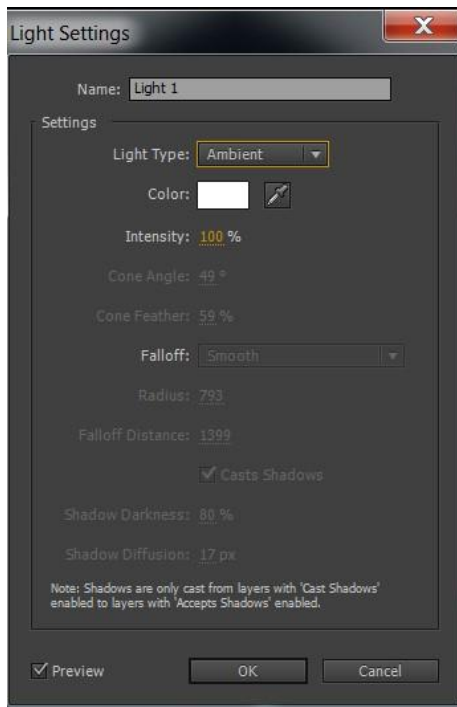 Light Settings
Name: Light 1
Settings
Light Type: Ambient
Color:
Intensity: 100 %
Cone Angle: 49 °
Cone Feather: 59 %
Falloff: Smooth
Radius: 793
Falloff Distance: 1399
Casts Shadows
Shadow Darkness: 80 %
Shadow Diffusion: 17 px
Note: Shadows are only cast from layers with 'Cast Shadows'
enabled to layers with 'Accepts Shadows' enabled.
Preview OK Cancel